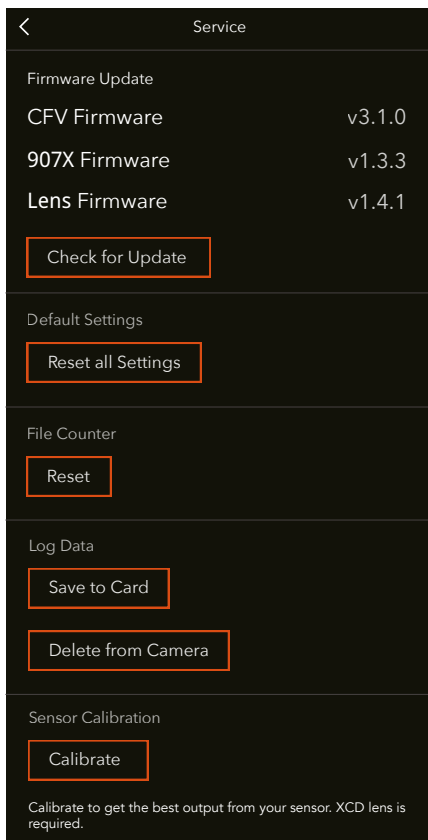 Service
Firmware Update
CFV Firmware v3.1.0
907X Firmware v1.3.3
Lens Firmware v1.4.1
Check for Update
Default Settings
Reset all Settings
File Counter
Reset
Log Data
Save to Card
Delete from Camera
Sensor Calibration
Calibrate
Calibrate to get the best output from your sensor. XCD lens is
required.